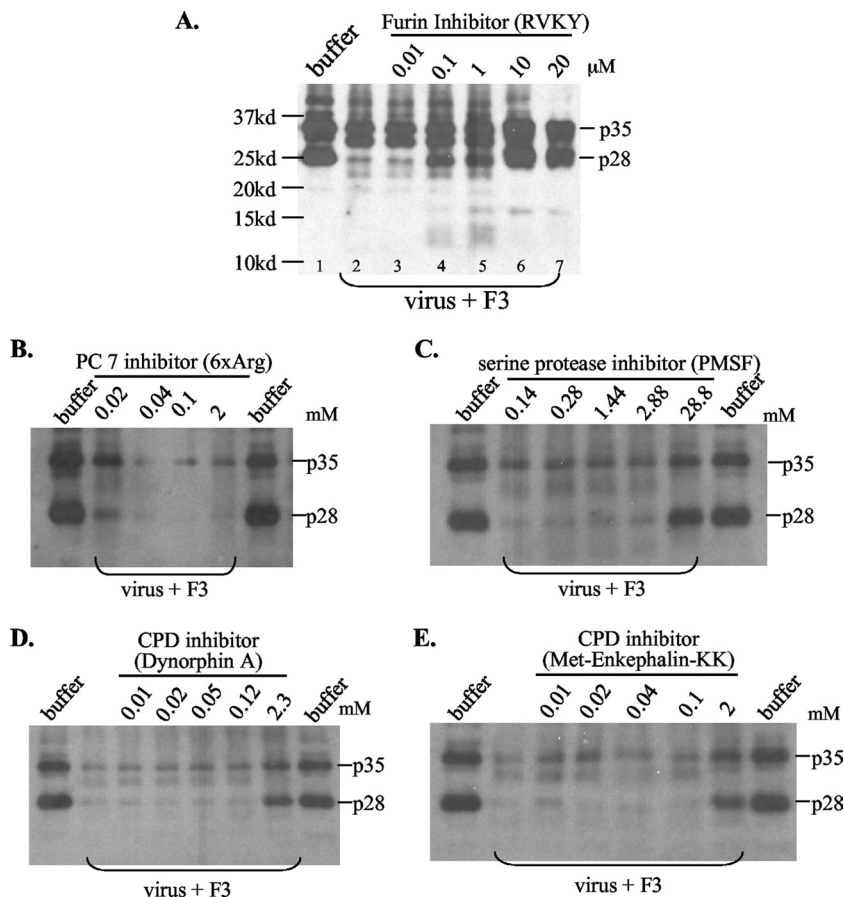 A.
Furin Inhibitor (RVKY)
buffer 0.01 0.1 1 10 20 µM
37kd
25kd
20kd
15kd
10kd
p35
p28
1 2 3 4 5 6 7
virus + F3
B.
PC 7 inhibitor (6xArg)
buffer 0.02 0.04 0.1 2 buffer mM
p35
p28
virus + F3
C.
serine protease inhibitor (PMSF)
buffer 0.14 0.28 1.44 2.88 28.8 buffer mM
p35
p28
virus + F3
D.
CPD inhibitor
(Dynorphin A)
buffer 0.01 0.02 0.05 0.12 2.3 buffer mM
p35
p28
virus + F3
E.
CPD inhibitor
(Met-Enkephalin-KK)
buffer 0.01 0.02 0.04 0.1 2 buffer mM
p35
p28
virus + F3